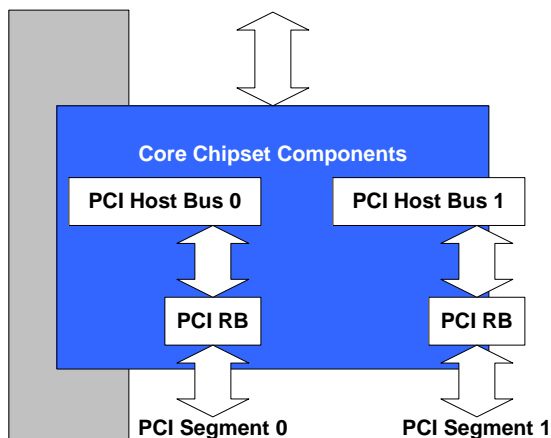 Core Chipset Components
PCI Host Bus 0
PCI Host Bus 1
PCI RB
PCI RB
PCI Segment 0
PCI Segment 1